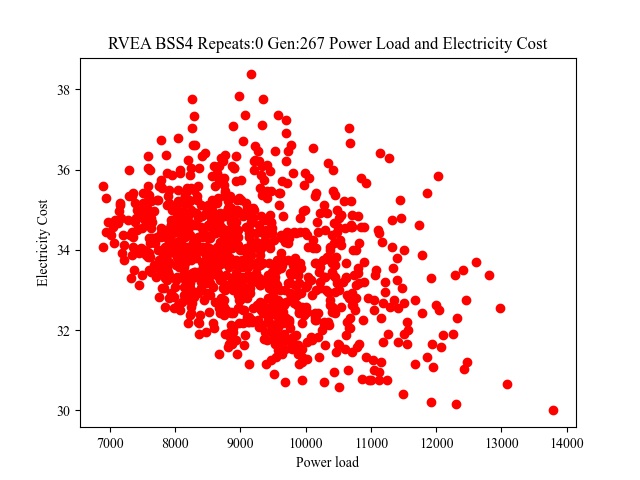 RVEA BSS4 Repeats:0 Gen:267 Power Load and Electricity Cost
38
36
34
32
30
Electricity Cost
7000 8000 9000 10000 11000 12000 13000 14000
Power load